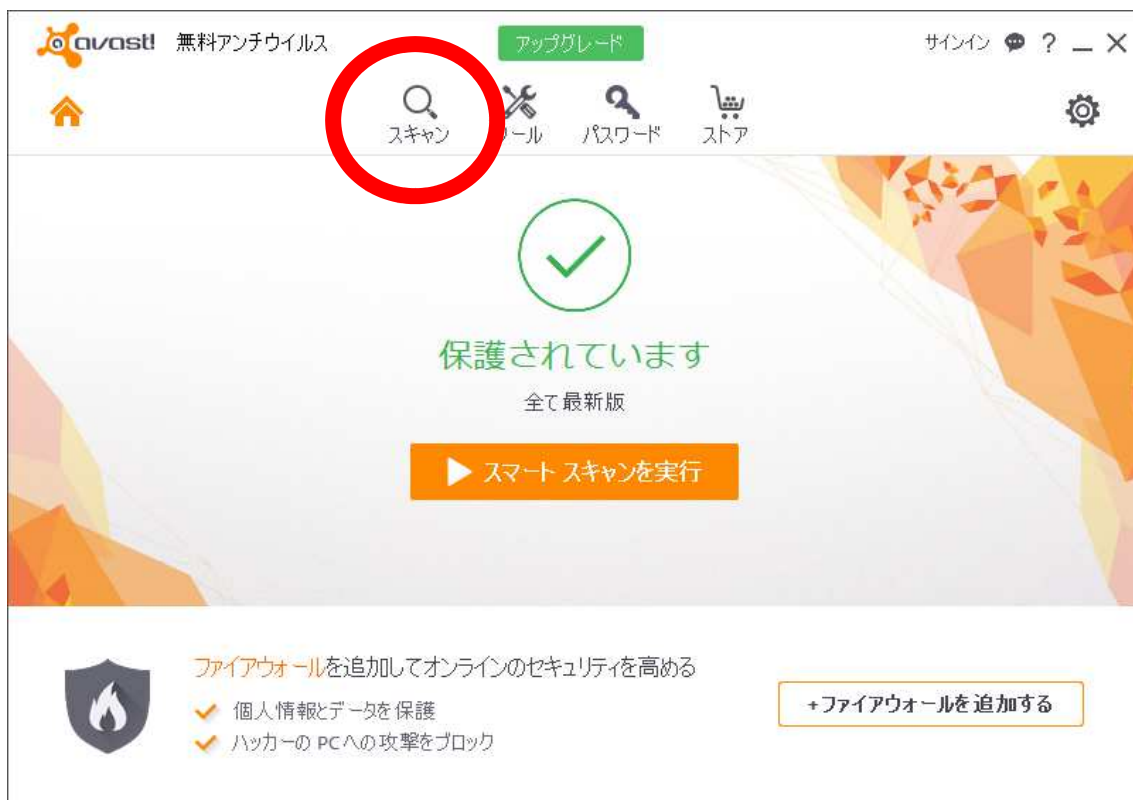 avast! 無料アンチウイルス アップグレード サインイン ?
スキャン ール パスワード ストア
保護されています
全て最新版
スマート スキャンを実行
ファイアウォールを追加してオンラインのセキュリティを高める
個人情報とデータを保護
+ファイアウォールを追加する
ハッカーの PC への攻撃をブロック